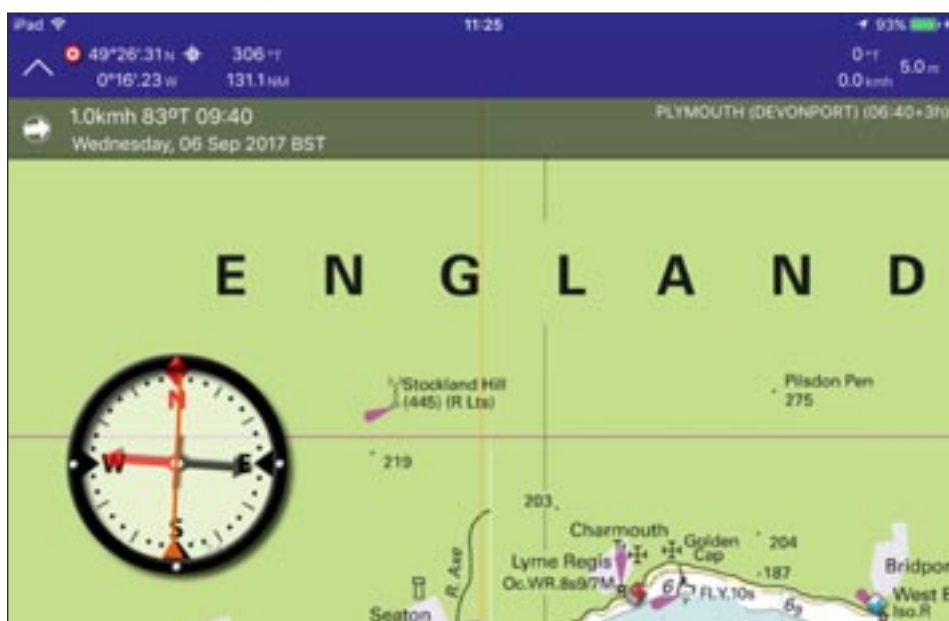 iPad 11:25 93%
49°26'.31N 306°T 0°T
0°16'.23W 131.1NM 0.0kmh 5.0m
1.0kmh 83°T 09:40 PLYMOUTH (DEVONPORT) (06:40+3h)
Wednesday, 06 Sep 2017 BST
ENGLAND
Stockland Hill
(445) (R Lts)
Pilsdon Pen
275
N
W E
S
219
203
Charmouth
Golden
Cap
204
Lyme Regis
187
Oc.WR.8s9/7M
R
6
Fl.Y.10s
R. Axe
Bridpor
West B
Iso.R
6₉
Seaton